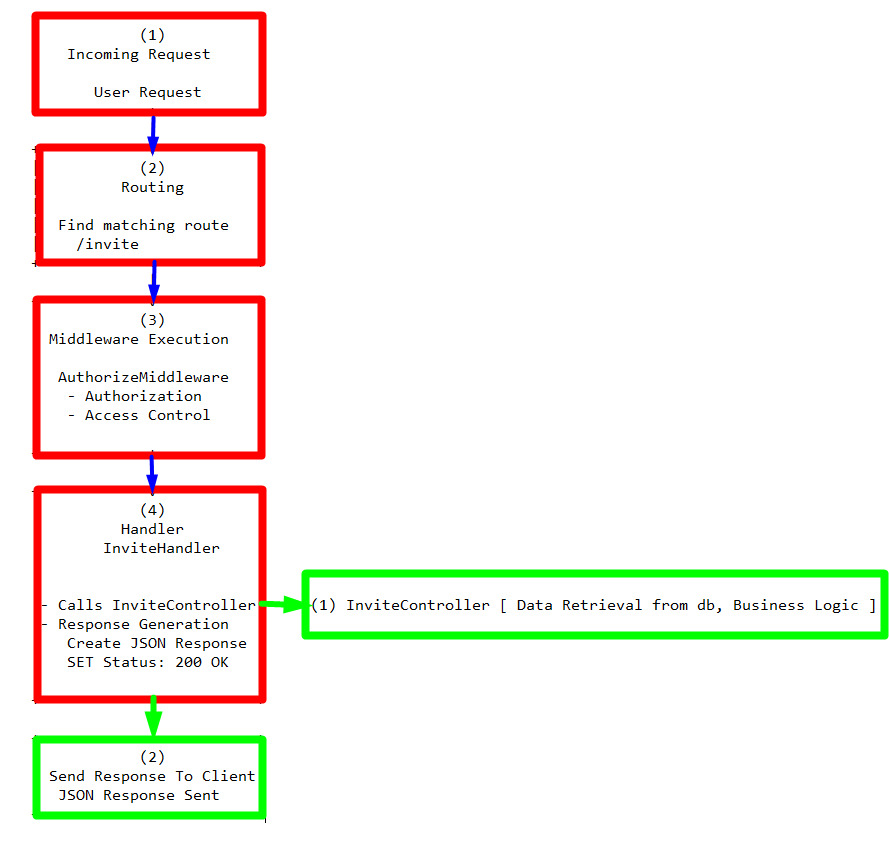 (1)
Incoming Request
User Request
(2)
Routing
Find matching route
/invite
(3)
Middleware Execution
AuthorizeMiddleware
- Authorization
- Access Control
(4)
Handler
InviteHandler
- Calls InviteController
(1) InviteController [ Data Retrieval from db, Business Logic ]
- Response Generation
Create JSON Response
SET Status: 200 OK
(2)
Send Response To Client
JSON Response Sent